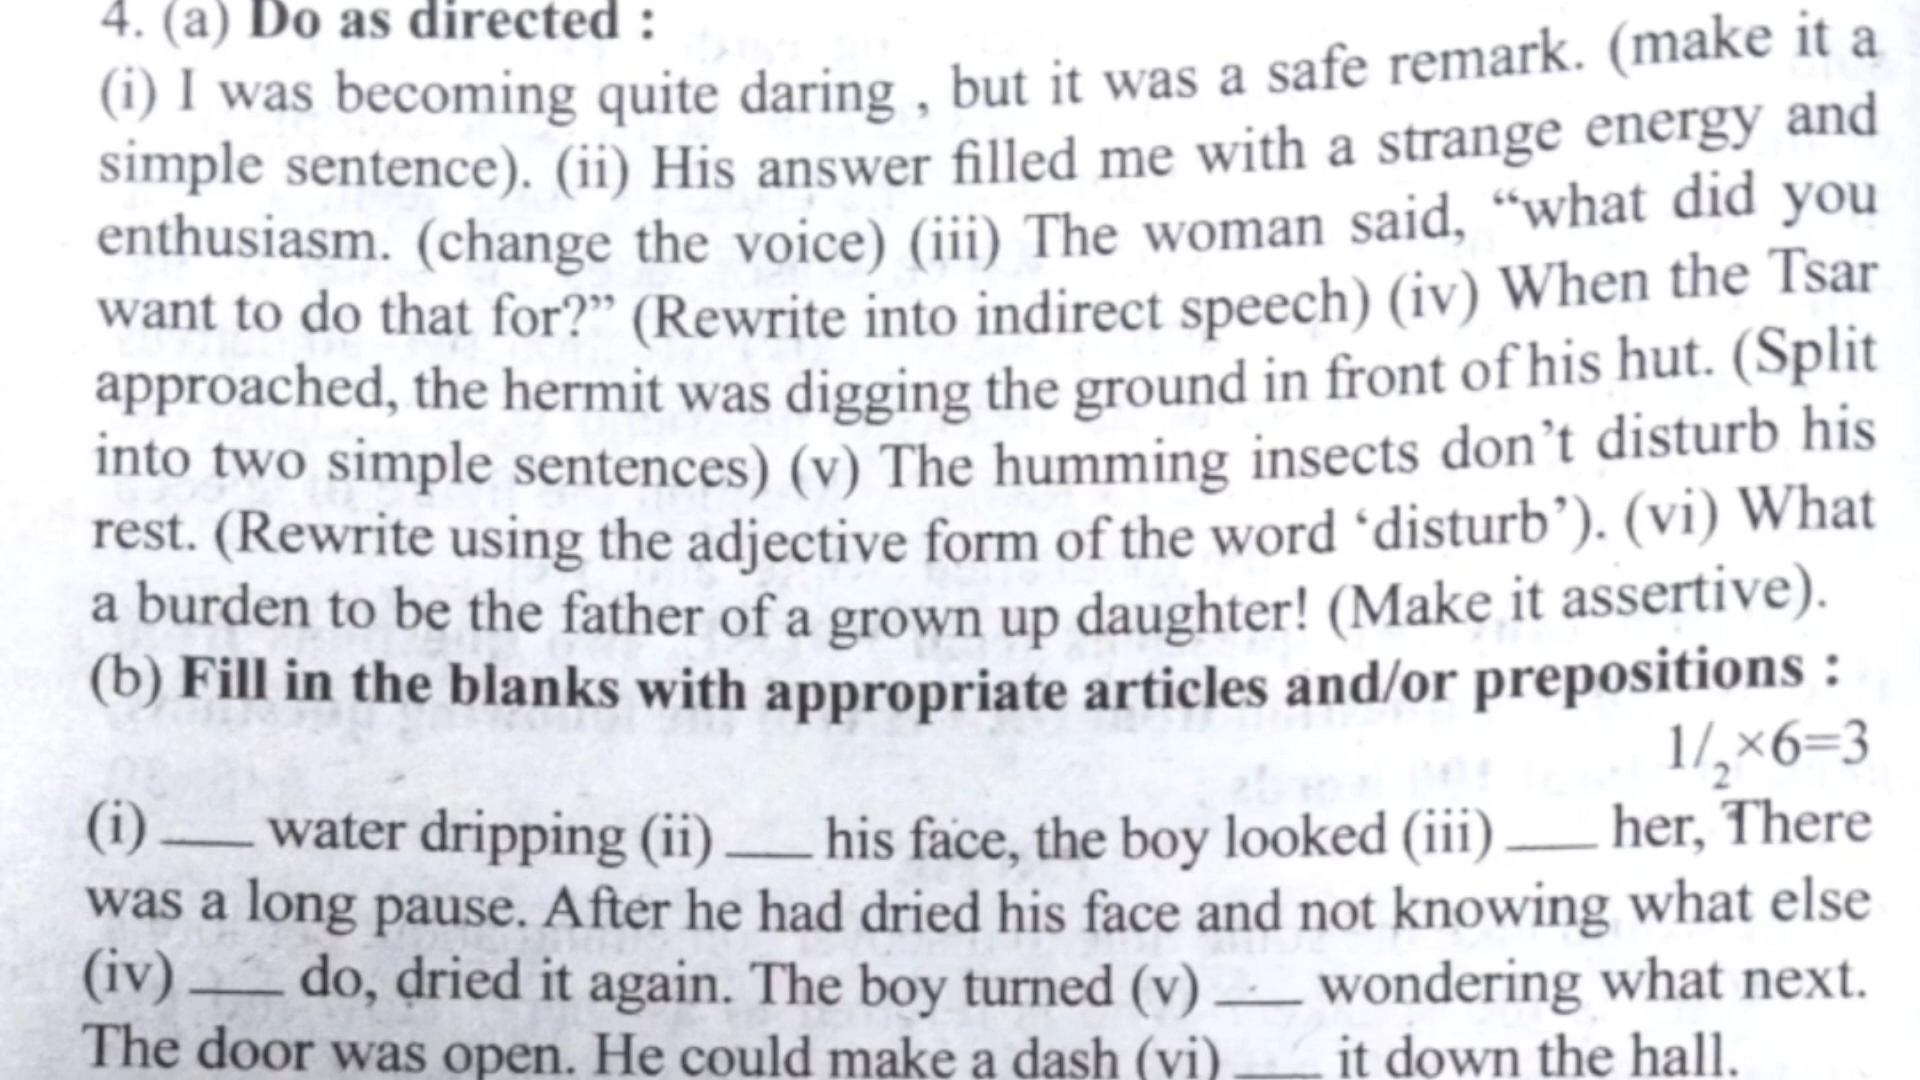 4. (a) Do as directed :
(i) I was becoming quite daring , but it was a safe remark. (make it a
simple sentence). (ii) His answer filled me with a strange energy and
enthusiasm. (change the voice) (iii) The woman said, “what did you
want to do that for?” (Rewrite into indirect speech) (iv) When the Tsar
approached, the hermit was digging the ground in front of his hut. (Split
into two simple sentences) (v) The humming insects don’t disturb his
rest. (Rewrite using the adjective form of the word ‘disturb’). (vi) What
a burden to be the father of a grown up daughter! (Make it assertive).
(b) Fill in the blanks with appropriate articles and/or prepositions :
1/2×6=3
(i) ___ water dripping (ii) ___ his face, the boy looked (iii) ___ her, There
was a long pause. After he had dried his face and not knowing what else
(iv) ___ do, dried it again. The boy turned (v) ___ wondering what next.
The door was open. He could make a dash (vi) ___ it down the hall.